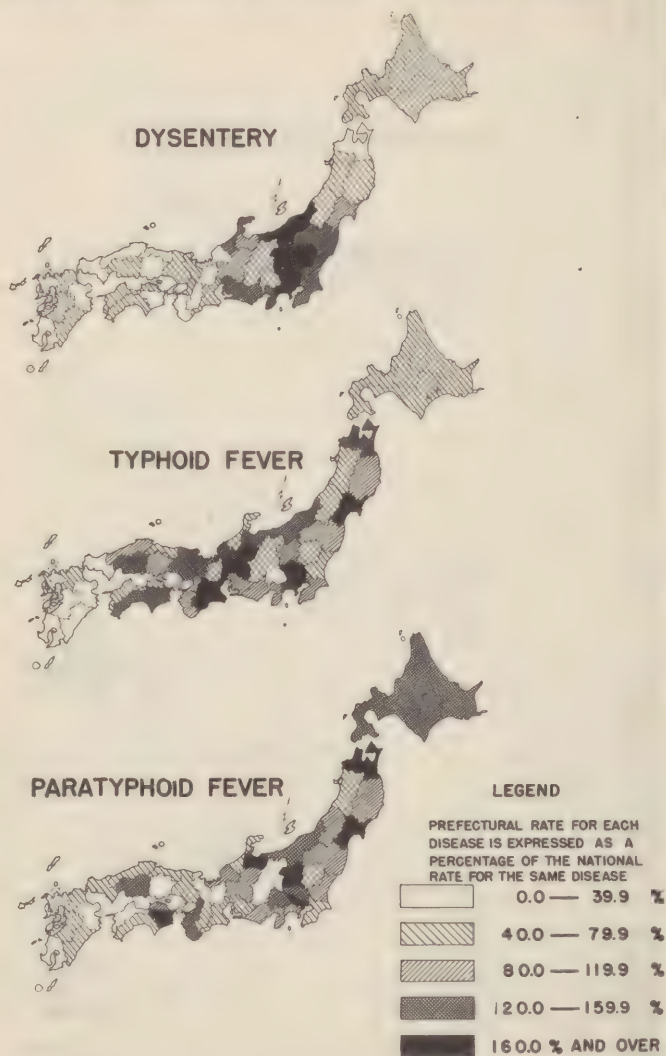 DYSENTERY
TYPHOID FEVER
PARATYPHOID FEVER
LEGEND
PREFECTURAL RATE FOR EACH
DISEASE IS EXPRESSED AS A
PERCENTAGE OF THE NATIONAL
RATE FOR THE SAME DISEASE
0.0 — 39.9 %
40.0 — 79.9 %
80.0 — 119.9 %
120.0 — 159.9 %
160.0 % AND OVER